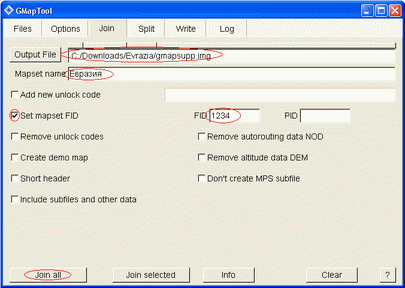 GMapTool
Files Options Join Split Write Log
Output File C:/Downloads/Evrazia/gmapsupp.img
Mapset name Евразия
Add new unlock code
Set mapset FID FID 1234 PID
Remove unlock codes Remove autorouting data NOD
Create demo map Remove altitude data DEM
Short header Don't create MPS subfile
Include subfiles and other data
Join all Join selected Info Clear ?